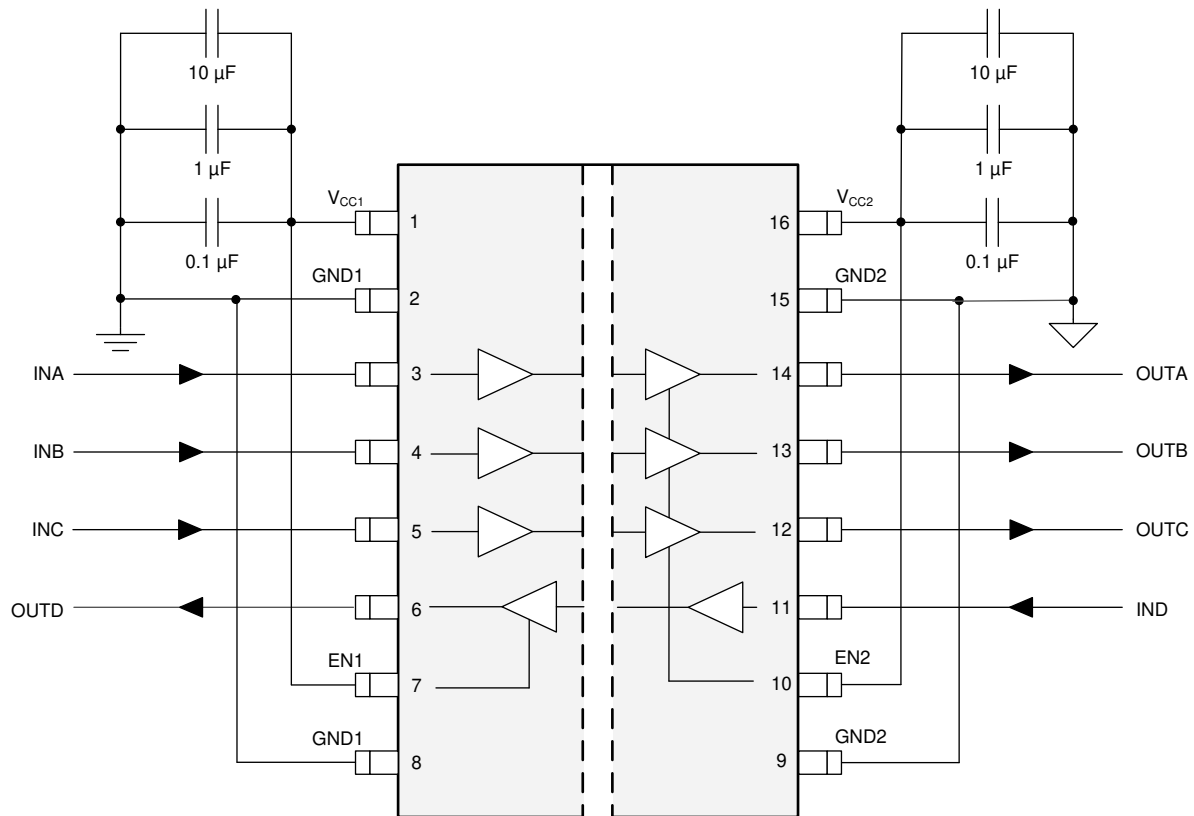 10 µF
10 µF
1 µF
1 µF
VCC1
1
16
VCC2
0.1 µF
0.1 µF
GND1
2
15
GND2
INA
3
14
OUTA
INB
4
13
OUTB
INC
5
12
OUTC
OUTD
6
11
IND
EN1
7
10
EN2
GND1
8
9
GND2